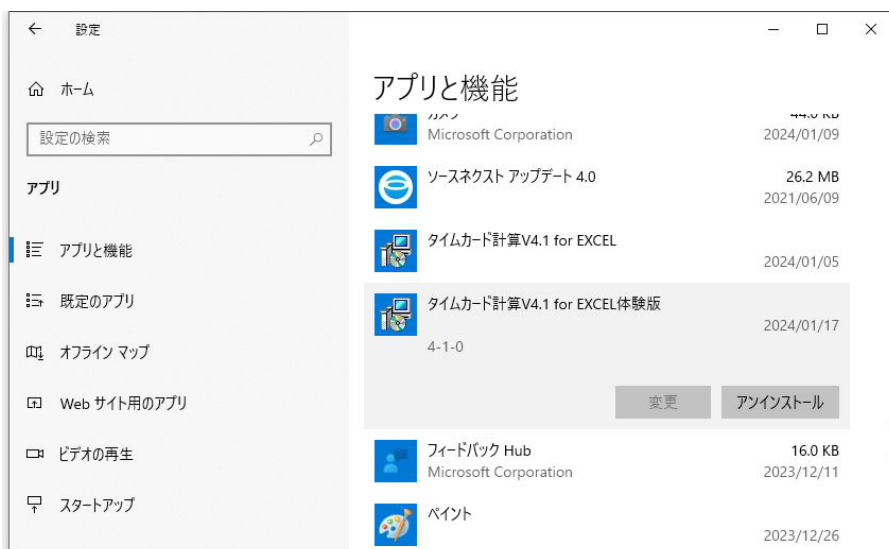 設定
ホーム
設定の検索
アプリ
アプリと機能
既定のアプリ
オフライン マップ
Web サイト用のアプリ
ビデオの再生
スタートアップ
アプリと機能
カメラ
44.0 KB
Microsoft Corporation
2024/01/09
ソースネクスト アップデート 4.0
26.2 MB
2021/06/09
タイムカード計算V4.1 for EXCEL
2024/01/05
タイムカード計算V4.1 for EXCEL体験版
2024/01/17
4-1-0
変更
アンインストール
フィードバック Hub
16.0 KB
Microsoft Corporation
2023/12/11
ペイント
2023/12/26